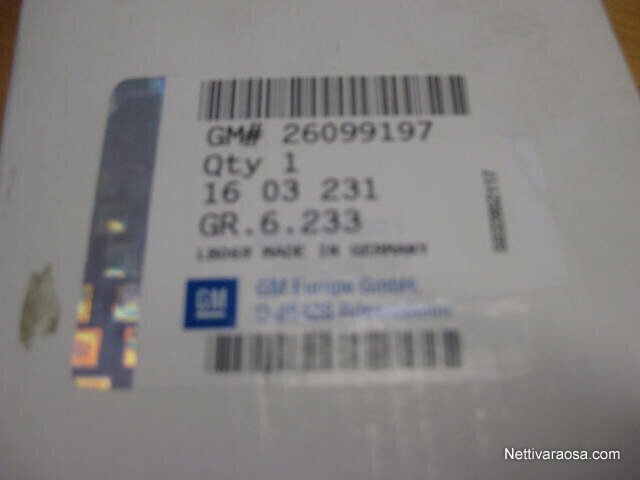 GM# 26099197
Qty 1
16 03 231
GR.6.233
LB069 MADE IN GERMANY
GM
GM Europe GmbH
Nettivaraosa.com